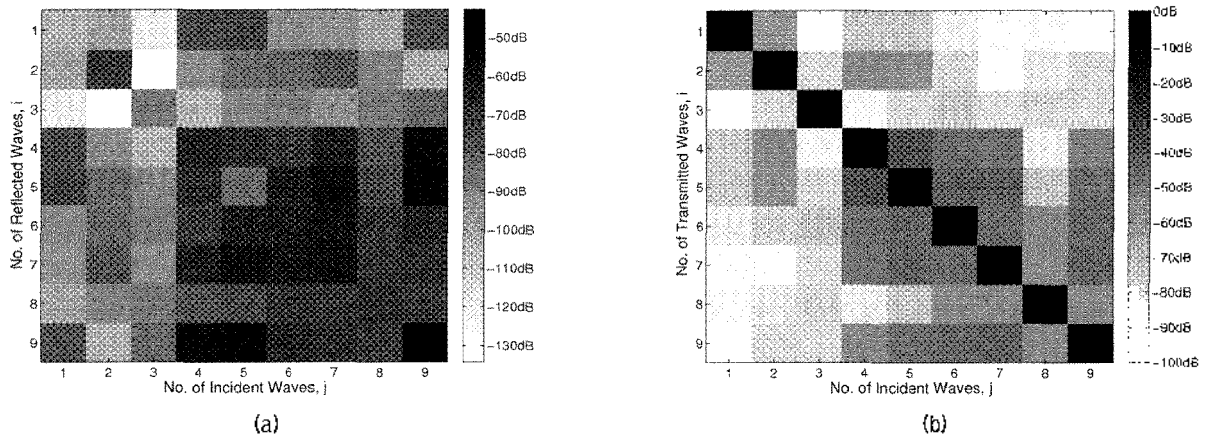 1
2
3
4
5
6
7
8
9
No. of Reflected Waves, i
1 2 3 4 5 6 7 8 9
No. of Incident Waves, j
-50dB
-60dB
-70dB
-80dB
-90dB
-100dB
-110dB
-120dB
-130dB
(a)
1
2
3
4
5
6
7
8
9
No. of Transmitted Waves, i
1 2 3 4 5 6 7 8 9
No. of Incident Waves, j
0dB
-10dB
-20dB
-30dB
-40dB
-50dB
-60dB
-70dB
-80dB
-90dB
-100dB
(b)